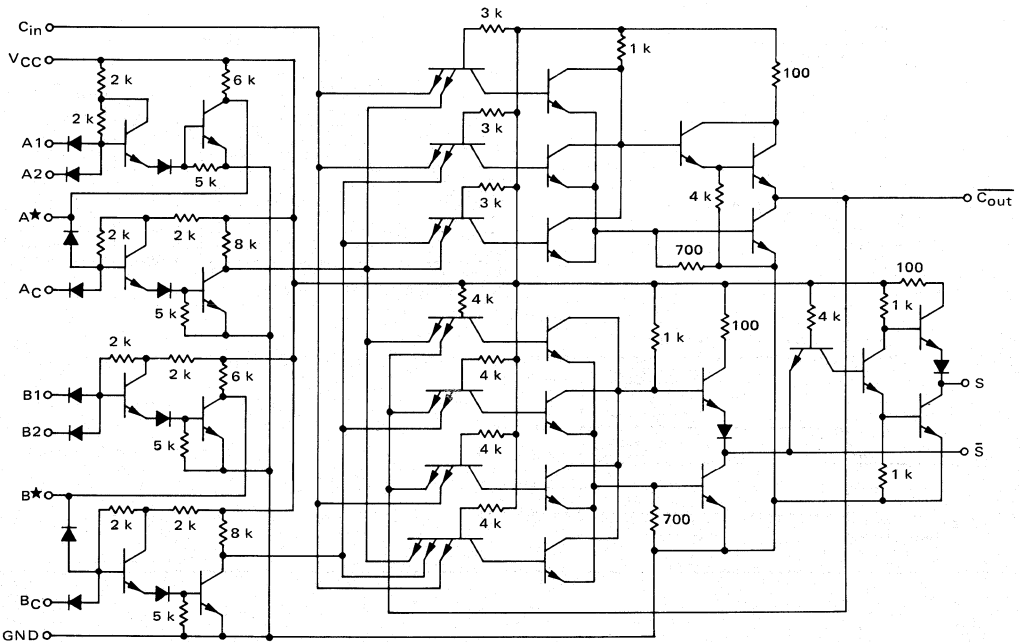 C_in
3 k
V_CC
1 k
2 k
6 k
100
2 k
3 k
A1
A2
5 k
3 k
4 k
C_out
A★
2 k
2 k
8 k
700
A_C
5 k
4 k
100
1 k
4 k
1 k
100
2 k
2 k
6 k
4 k
S
B1
B2
5 k
4 k
S
1 k
B★
2 k
2 k
8 k
4 k
700
B_C
5 k
GND